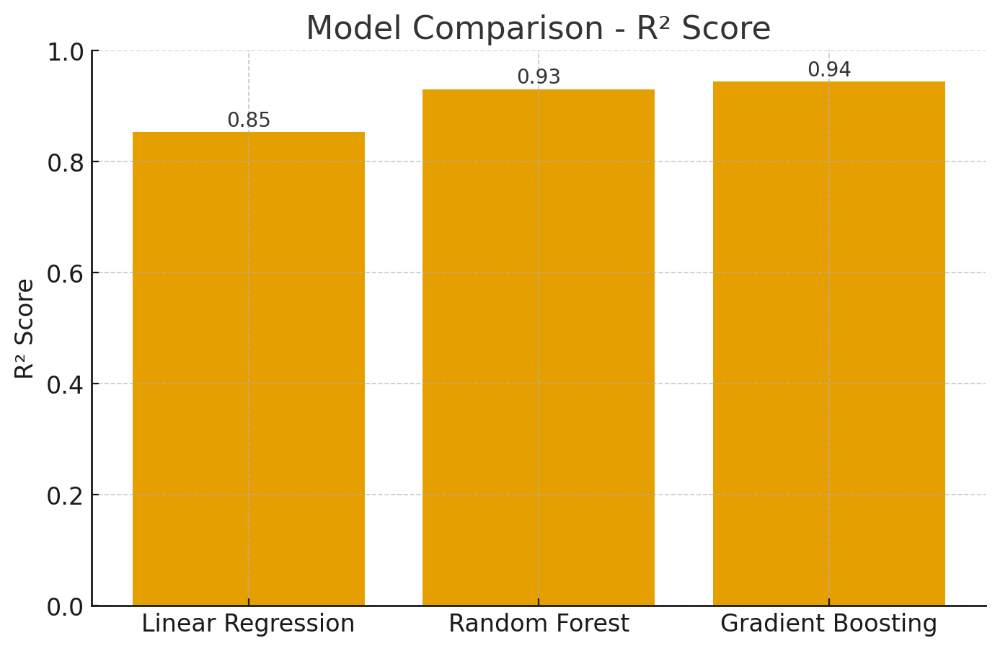 Model Comparison - R² Score
1.0
0.8
0.6
0.4
0.2
0.0
R² Score
0.85
0.93
0.94
Linear Regression
Random Forest
Gradient Boosting